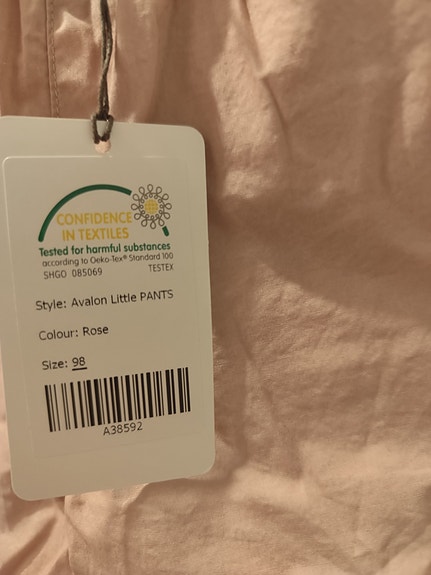 CONFIDENCE
IN TEXTILES
Tested for harmful substances
according to Oeko-Tex® Standard 100
SHGO 085069 TESTEX
Style: Avalon Little PANTS
Colour: Rose
Size: 98
A38592